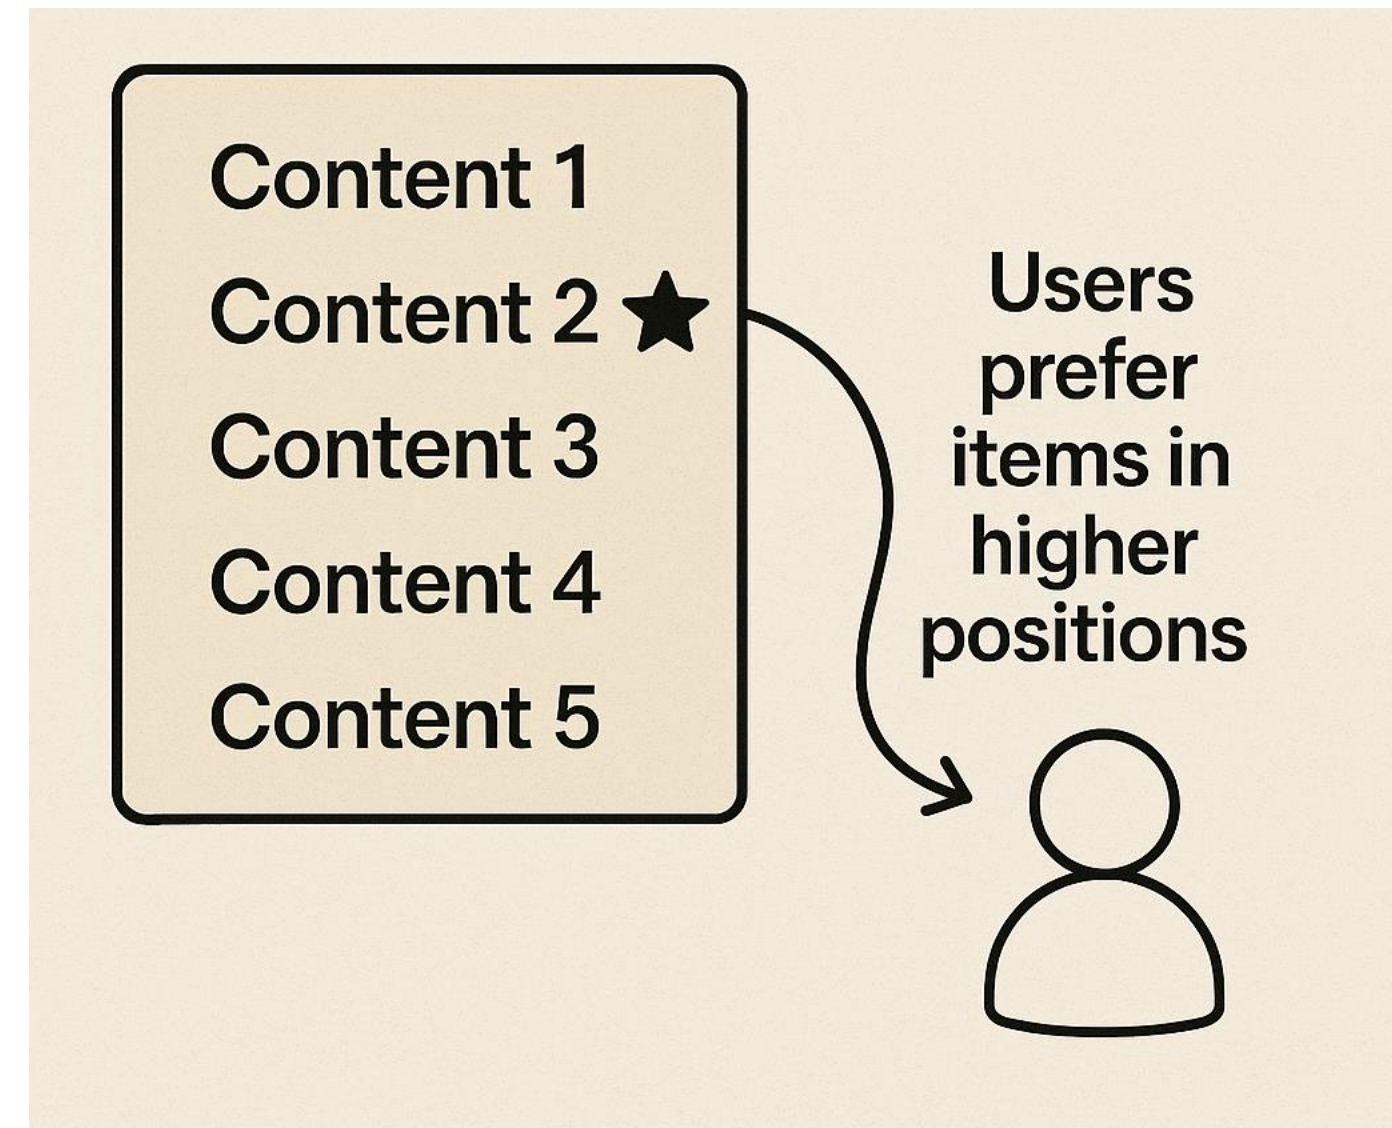 Content 1
Content 2
Content 3
Content 4
Content 5
Users
prefer
items in
higher
positions